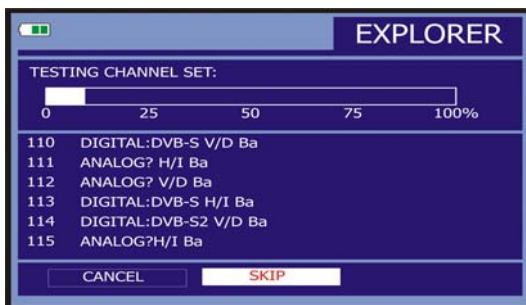 EXPLORER
TESTING CHANNEL SET:
0 25 50 75 100%
110 DIGITAL:DVB-S V/D Ba
111 ANALOG? H/I Ba
112 ANALOG? V/D Ba
113 DIGITAL:DVB-S H/I Ba
114 DIGITAL:DVB-S2 V/D Ba
115 ANALOG?H/I Ba
CANCEL SKIP